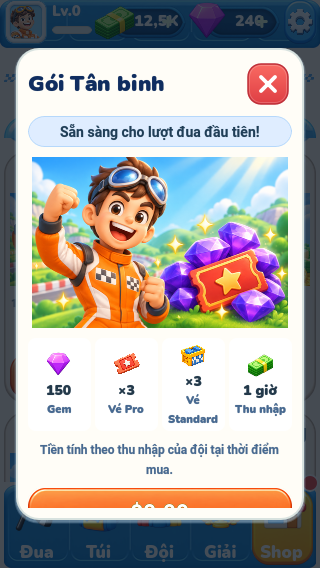 Lv.0
12,5K
240
Gói Tân binh
Sẵn sàng cho lượt đua đầu tiên!
150
Gem
×3
Vé Pro
×3
Vé
Standard
1 giờ
Thu nhập
Tiền tính theo thu nhập của đội tại thời điểm
mua.
Đua
Túi
Đội
Giải
Shop